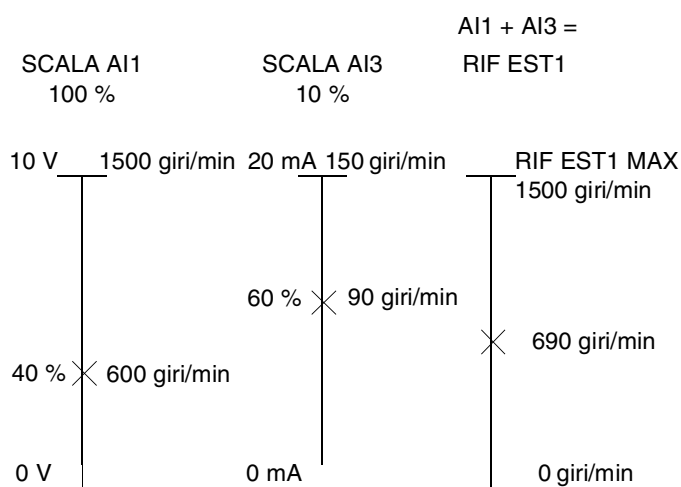 AI1 + AI3 =
SCALA AI1 SCALA AI3 RIF EST1
100 % 10 %
10 V 1500 giri/min 20 mA 150 giri/min RIF EST1 MAX
1500 giri/min
60 % 90 giri/min
690 giri/min
40 % 600 giri/min
0 V 0 mA 0 giri/min